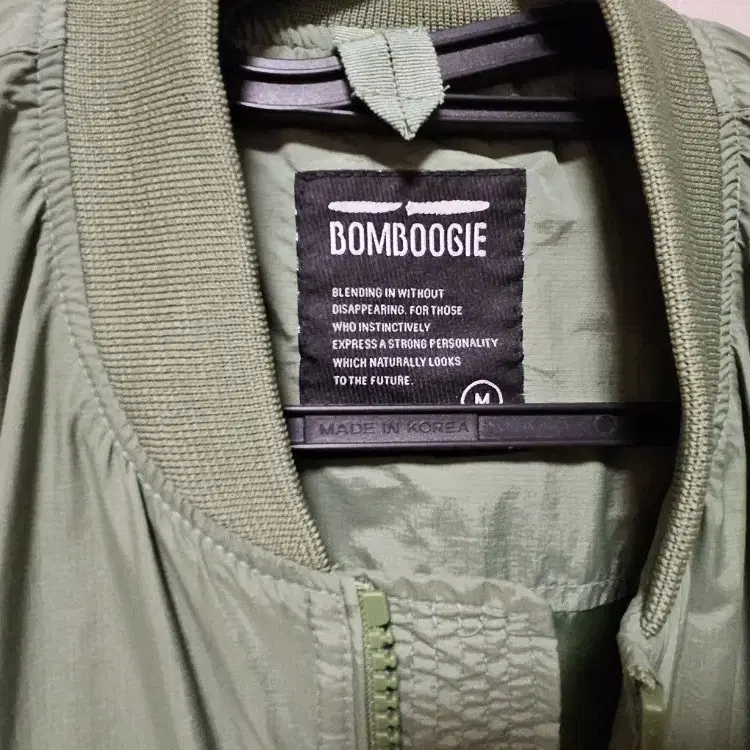 BOMBOOGIE
BLENDING IN WITHOUT
DISAPPEARING. FOR THOSE
WHO INSTINCTIVELY
EXPRESS A STRONG PERSONALITY
WHICH NATURALLY LOOKS
TO THE FUTURE.
M
MADE IN KOREA